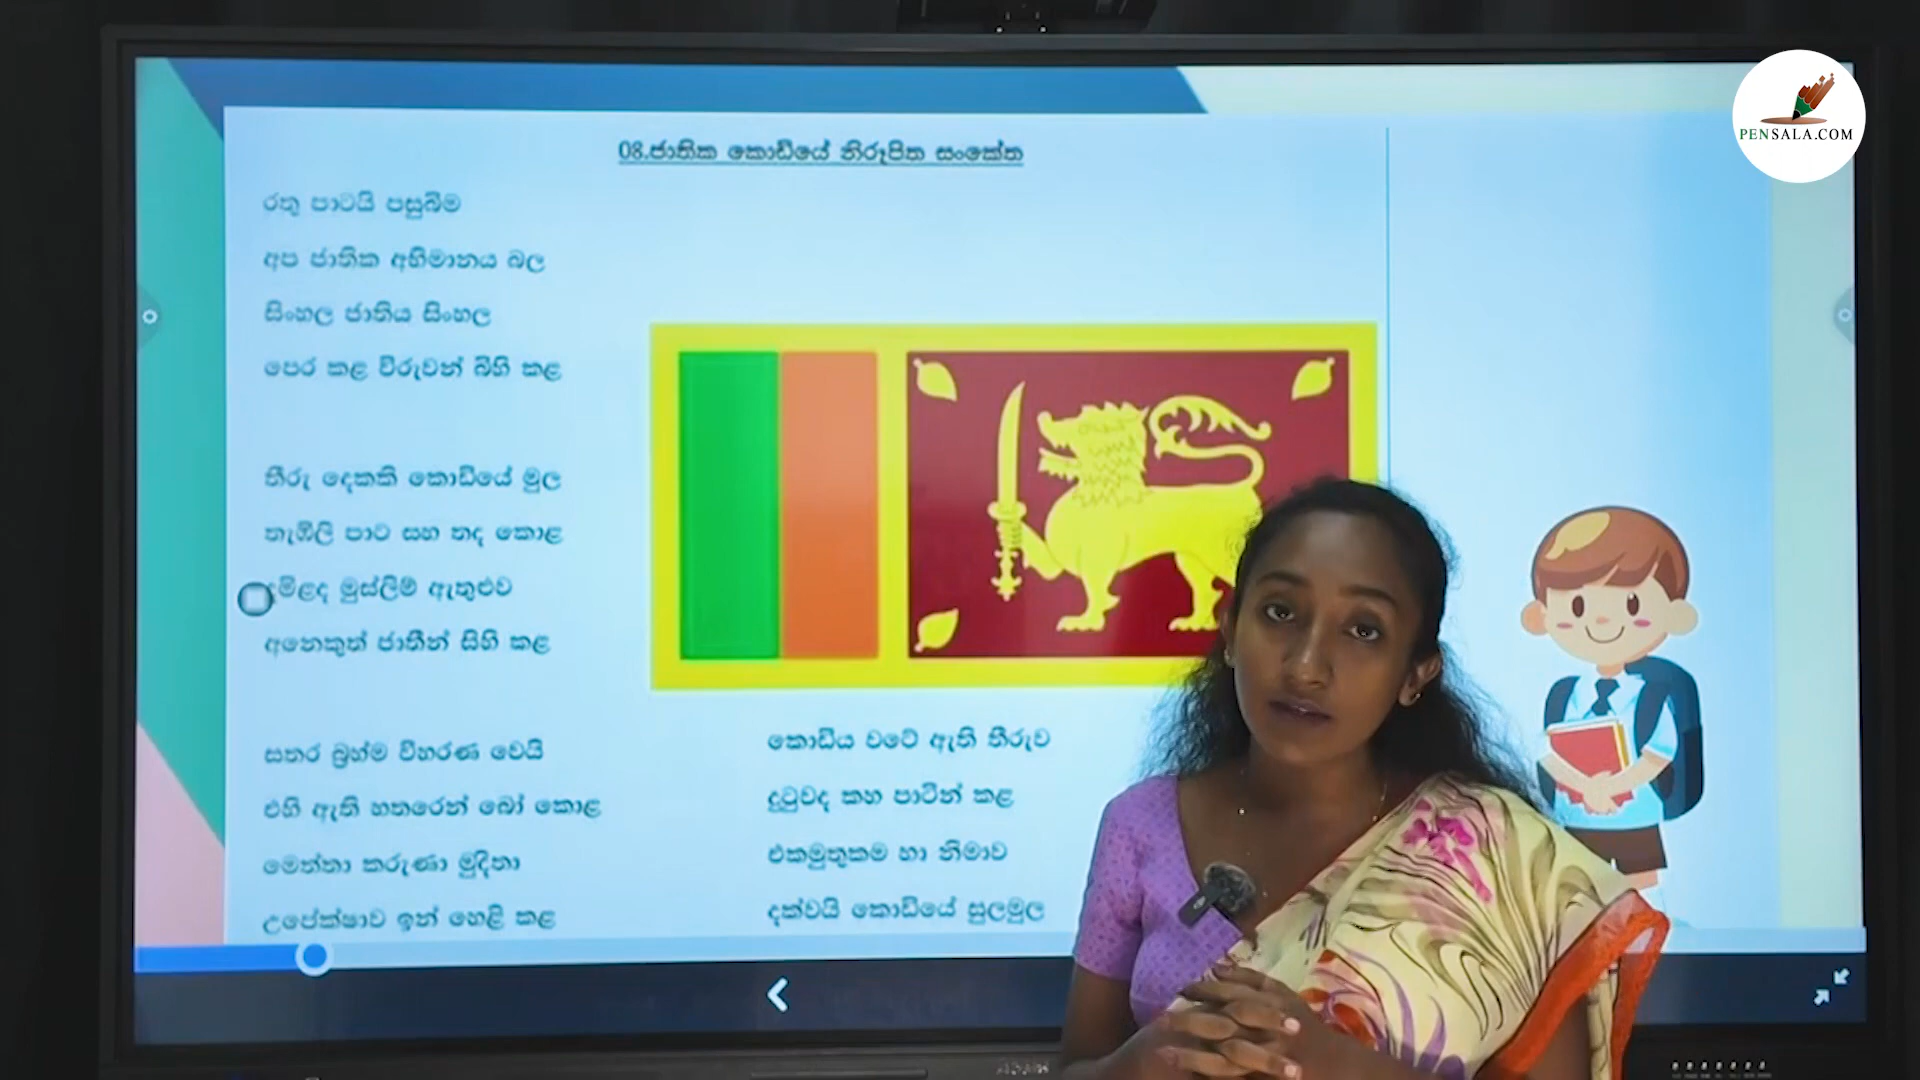 PENSALA.COM
08.ජාතික කොඩියේ නිරූපිත සංකේත
රතු පාටයි පසුබිම
අප ජාතික අභිමානය බල
සිංහල ජාතිය සිංහල
පෙර කළ වීරුවන් බිහි කළ
තීරු දෙකකි කොඩියේ මුල
තැඹිලි පාට සහ තද කොළ
මුස්ලිම් ඇතුළුව
අනෙකුත් ජාතීන් සිහි කළ
සතර බ්‍රහ්ම විහරණ වෙයි
එහි ඇති හතරෙන් බෝ කොළ
මෙත්තා කරුණා මුදිතා
උපේක්ෂාව ඉන් හෙළි කළ
කොඩිය වටේ ඇති තීරුව
දුටුවද කහ පාටින් කළ
එකමුතුකම හා නිමාව
දක්වයි කොඩියේ සුලමුල